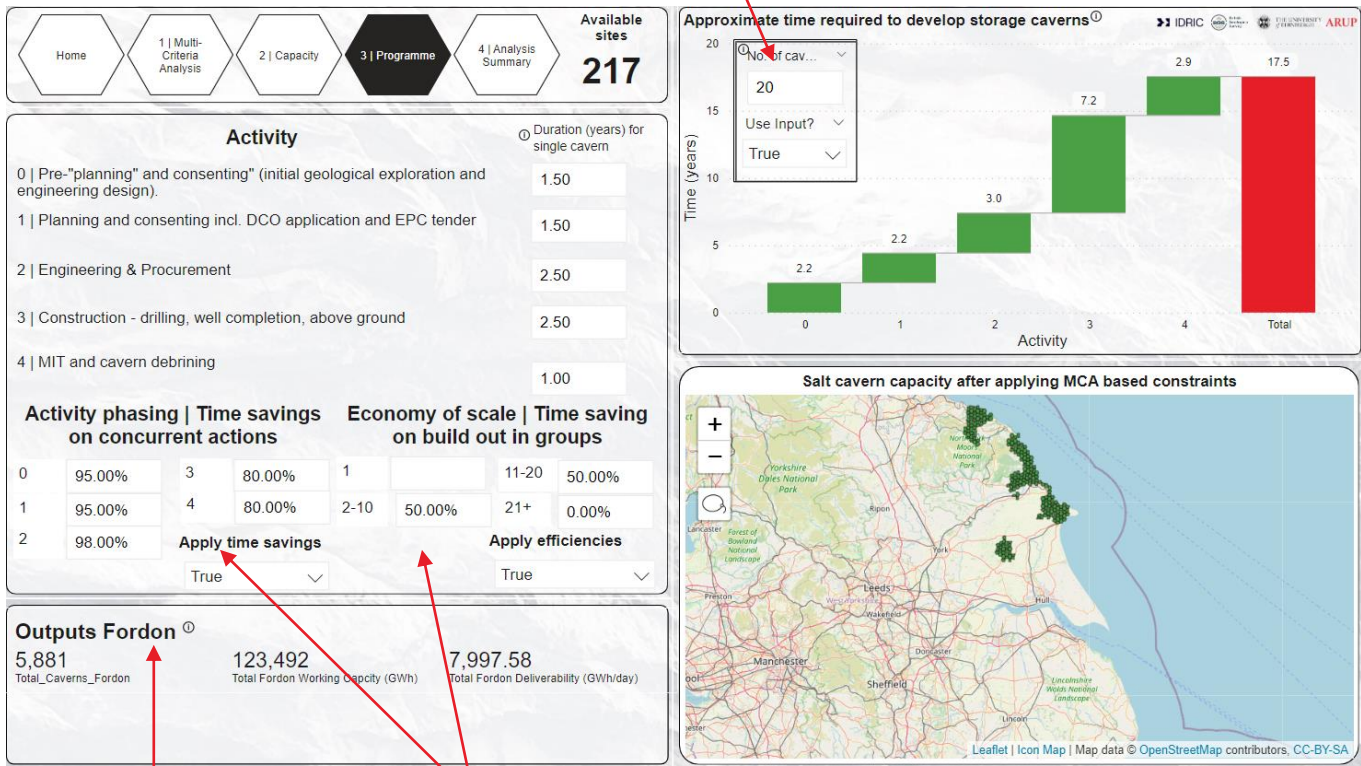 Home
1 | Multi-
Criteria
Analysis
2 | Capacity
3 | Programme
4 | Analysis
Summary
Available
sites
217
Activity
Duration (years) for
single cavern
0 | Pre-"planning" and consenting" (initial geological exploration and
engineering design).
1.50
1 | Planning and consenting incl. DCO application and EPC tender
1.50
2 | Engineering & Procurement
2.50
3 | Construction - drilling, well completion, above ground
2.50
4 | MIT and cavern debrining
1.00
Activity phasing | Time savings
on concurrent actions
0 95.00% 3 80.00%
1 95.00% 4 80.00%
2 98.00% Apply time savings
True
Economy of scale | Time saving
on build out in groups
1 11-20 50.00%
2-10 50.00% 21+ 0.00%
Apply efficiencies
True
Outputs Fordon
5,881
Total_Caverns_Fordon
123,492
Total Fordon Working Capcity (GWh)
7,997.58
Total Fordon Deliverability (GWh/day)
Approximate time required to develop storage caverns
IDRIC
ARUP
No. of cav...
20
Use Input?
True
Time (years)
20
15
10
5
0
2.2
2.2
3.0
7.2
2.9
17.5
0 1 2 3 4 Total
Activity
Salt cavern capacity after applying MCA based constraints
+
−
Yorkshire
Dales National
Park
North York
Moors
National
Park
Ripon
Lancaster
Forest of
Bowland
National
Landscape
York
Preston
Leeds
West Yorkshire
Wakefield
Hull
Doncaster
Manchester
Sheffield
Lincolnshire
Wolds National
Landscape
Lincoln
Leaflet | Icon Map | Map data © OpenStreetMap contributors, CC-BY-SA